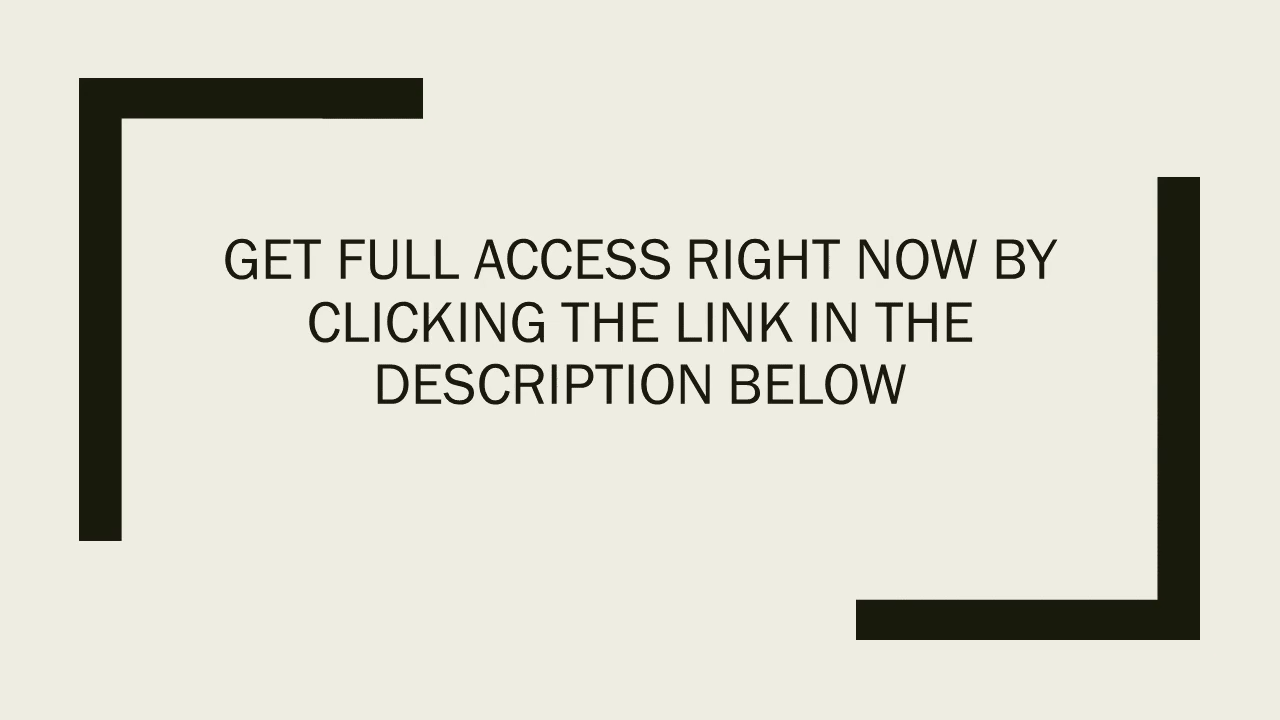 GET FULL ACCESS RIGHT NOW BY
CLICKING THE LINK IN THE
DESCRIPTION BELOW